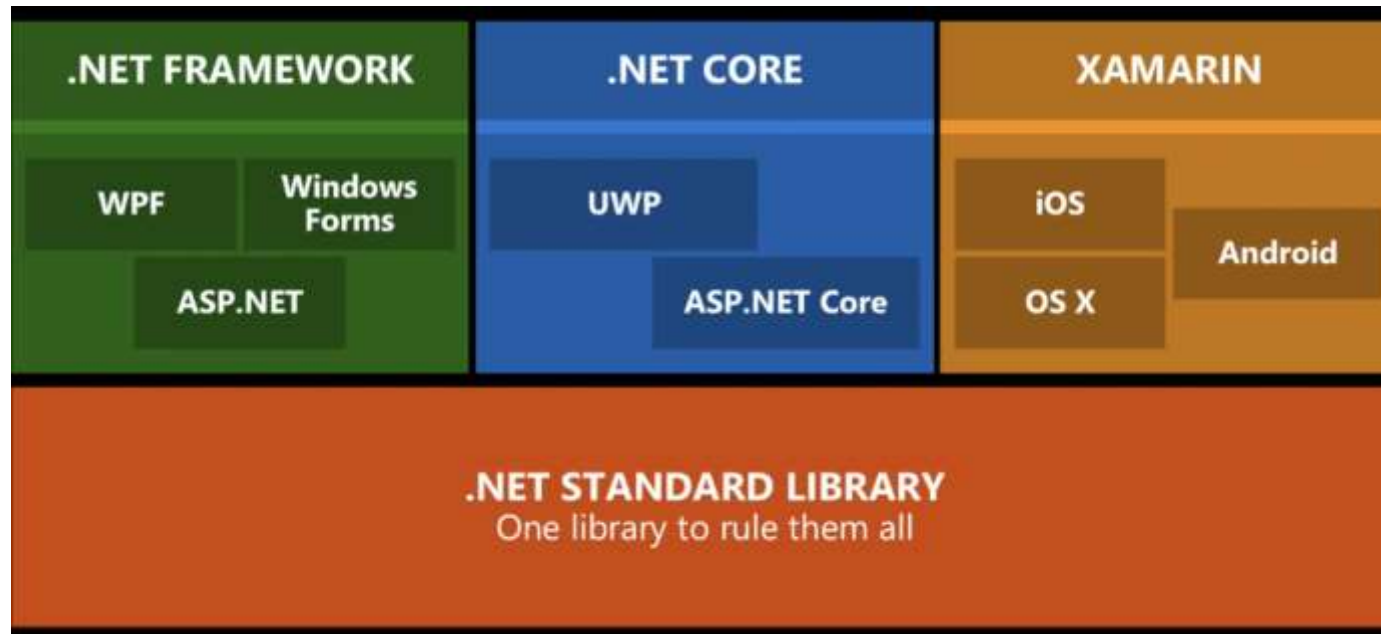 .NET FRAMEWORK
WPF
Windows
Forms
ASP.NET
.NET CORE
UWP
ASP.NET Core
XAMARIN
iOS
Android
OS X
.NET STANDARD LIBRARY
One library to rule them all